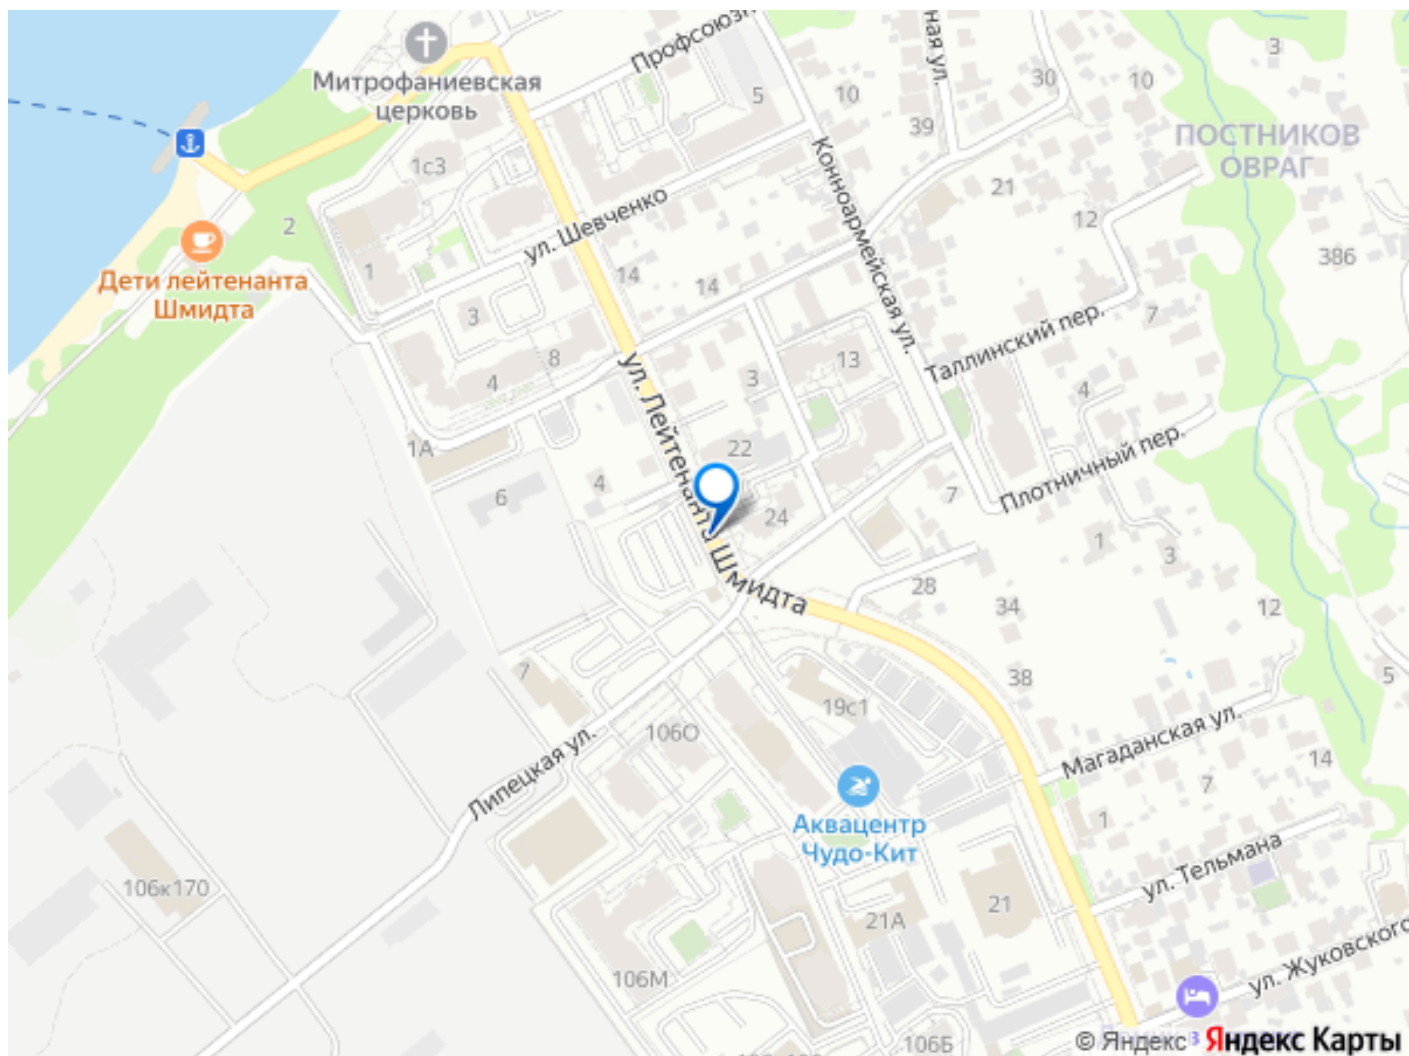 Профсоюзн
ная ул.
3
Митрофаниевская
церковь
5
10
30
10
39
ПОСТНИКОВ
ОВРАГ
1с3
Конноармейская ул.
21
12
2
ул. Шевченко
386
1
14
14
Дети лейтенанта
Шмидта
3
7
Таллинский пер.
8
13
4
3
4
ул. Лейтенанта Шмидта
22
1А
Плотничный пер.
6
4
7
24
1
3
28
34
12
7
38
5
19с1
106О
Магаданская ул.
14
Липецкая ул.
7
Аквацентр
Чудо-Кит
1
ул. Тельмана
106к170
21
21А
ул. Жуковского
106М
106Б
3
© Яндекс Яндекс Карты